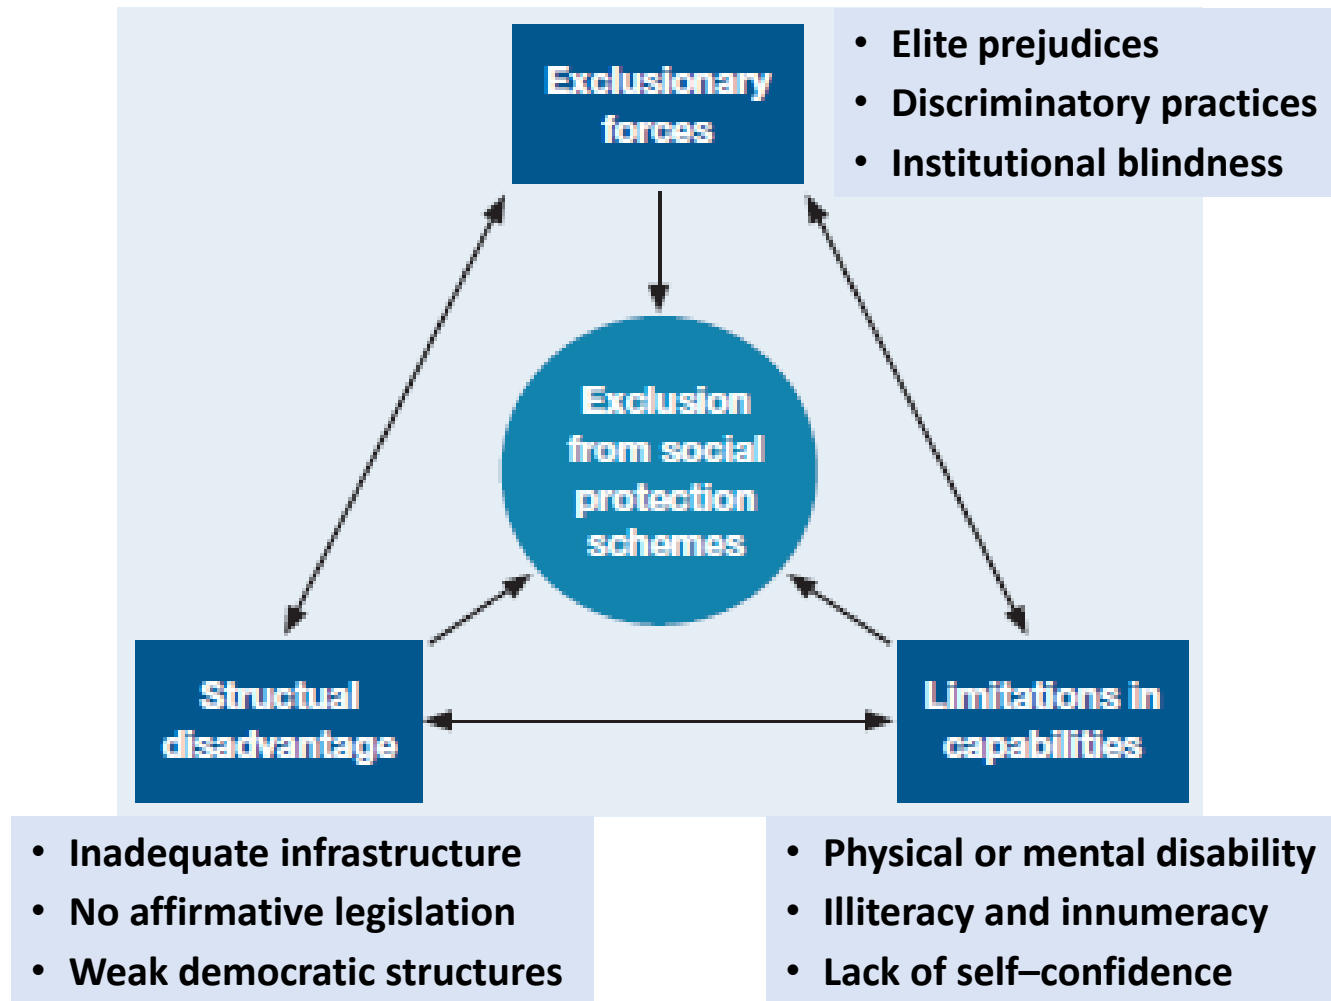 Exclusionary
forces
• Elite prejudices
• Discriminatory practices
• Institutional blindness
Exclusion
from social
protection
schemes
Structual
disadvantage
Limitations in
capabilities
• Inadequate infrastructure
• No affirmative legislation
• Weak democratic structures
• Physical or mental disability
• Illiteracy and innumeracy
• Lack of self–confidence